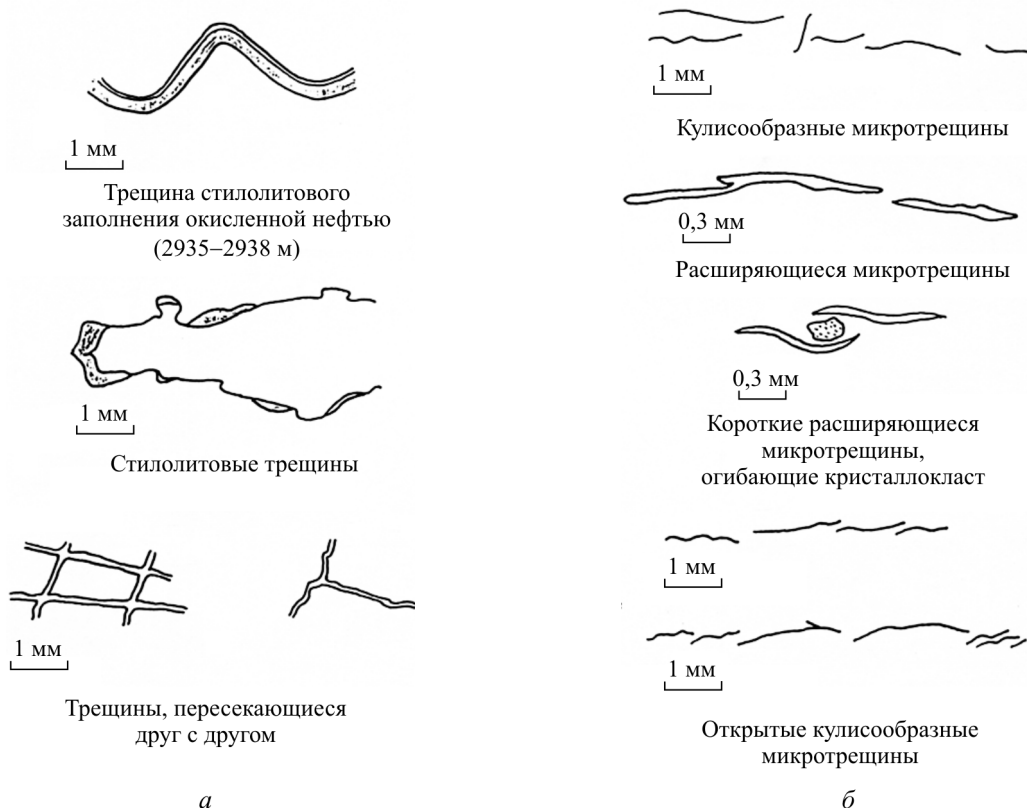 1 мм
Трещина стилолитового
заполнения окисленной нефтью
(2935–2938 м)
1 мм
Стилолитовые трещины
1 мм
Трещины, пересекающиеся
друг с другом
а
1 мм
Кулисообразные микротрещины
0,3 мм
Расширяющиеся микротрещины
0,3 мм
Короткие расширяющиеся
микротрещины,
огибающие кристаллокласт
1 мм
1 мм
Открытые кулисообразные
микротрещины
б